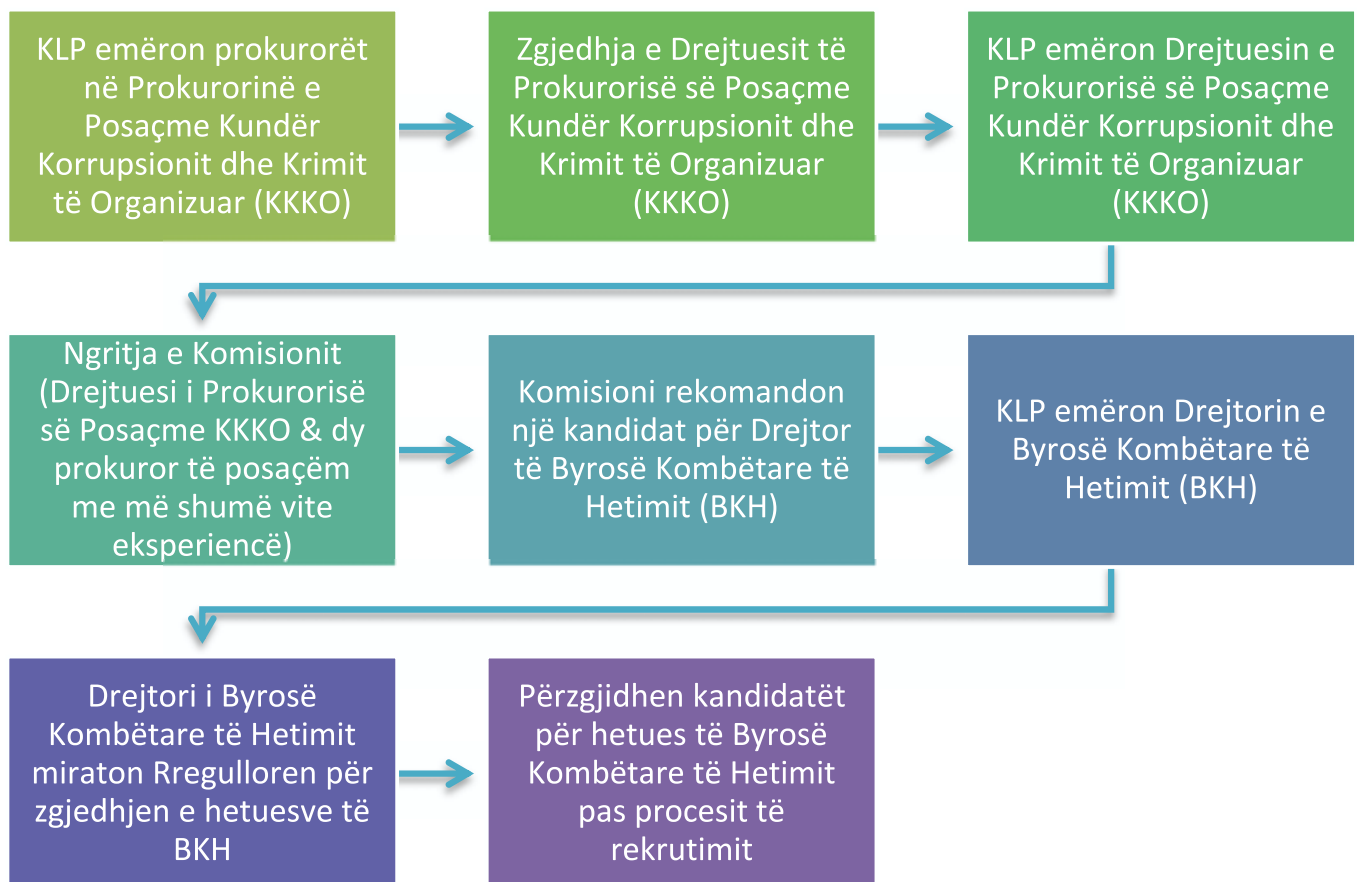 KLP emëron prokurorët
në Prokurorinë e
Posaçme Kundër
Korrupsionit dhe Krimit
të Organizuar (KKKO)
Zgjedhja e Drejtuesit të
Prokurorisë së Posaçme
Kundër Korrupsionit dhe
Krimit të Organizuar
(KKKO)
KLP emëron Drejtuesin e
Prokurorisë së Posaçme
Kundër Korrupsionit dhe
Krimit të Organizuar
(KKKO)
Ngritja e Komisionit
(Drejtuesi i Prokurorisë
së Posaçme KKKO & dy
prokuror të posaçëm
me më shumë vite
eksperiencë)
Komisioni rekomandon
një kandidat për Drejtor
të Byrosë Kombëtare të
Hetimit (BKH)
KLP emëron Drejtorin e
Byrosë Kombëtare të
Hetimit (BKH)
Drejtori i Byrosë
Kombëtare të Hetimit
miraton Rregulloren për
zgjedhjen e hetuesve të
BKH
Përzgjidhen kandidatët
për hetues të Byrosë
Kombëtare të Hetimit
pas procesit të
rekrutimit